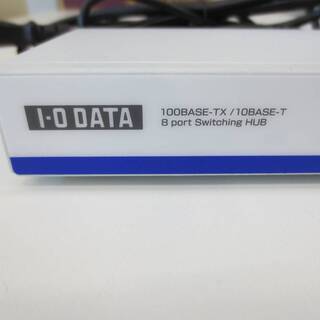 I-O DATA
100BASE-TX / 10BASE-T
8 port Switching HUB